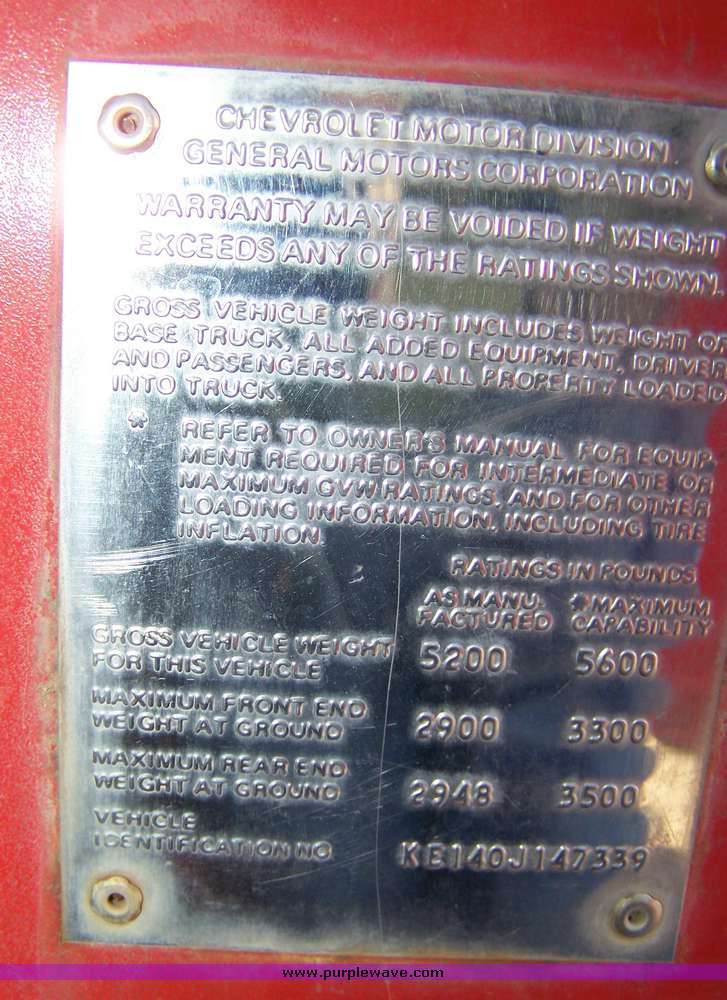 CHEVROLET MOTOR DIVISION
GENERAL MOTORS CORPORATION
WARRANTY MAY BE VOIDED IF WEIGHT
EXCEEDS ANY OF THE RATINGS SHOWN.
GROSS VEHICLE WEIGHT INCLUDES WEIGHT OF
BASE TRUCK, ALL ADDED EQUIPMENT, DRIVER
AND PASSENGERS, AND ALL PROPERTY LOADED
INTO TRUCK.
* REFER TO OWNER'S MANUAL FOR EQUIP-
MENT REQUIRED FOR INTERMEDIATE OR
MAXIMUM GVW RATINGS, AND FOR OTHER
LOADING INFORMATION, INCLUDING TIRE
INFLATION.
RATINGS IN POUNDS
AS MANU- * MAXIMUM
FACTURED CAPABILITY
GROSS VEHICLE WEIGHT
FOR THIS VEHICLE 5200 5600
MAXIMUM FRONT END
WEIGHT AT GROUND 2900 3300
MAXIMUM REAR END
WEIGHT AT GROUND 2948 3500
VEHICLE
IDENTIFICATION NO. KE140J147339
www.purplewave.com